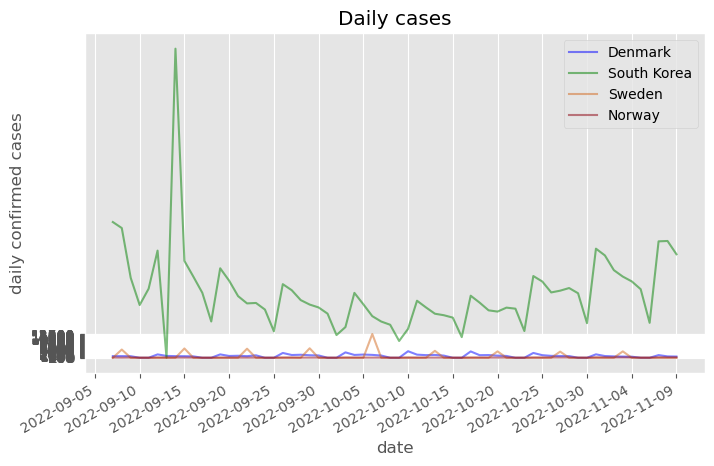 Daily cases
Denmark
South Korea
Sweden
Norway
daily confirmed cases
2022-09-05
2022-09-10
2022-09-15
2022-09-20
2022-09-25
2022-09-30
2022-10-05
2022-10-10
2022-10-15
2022-10-20
2022-10-25
2022-10-30
2022-11-04
2022-11-09
date